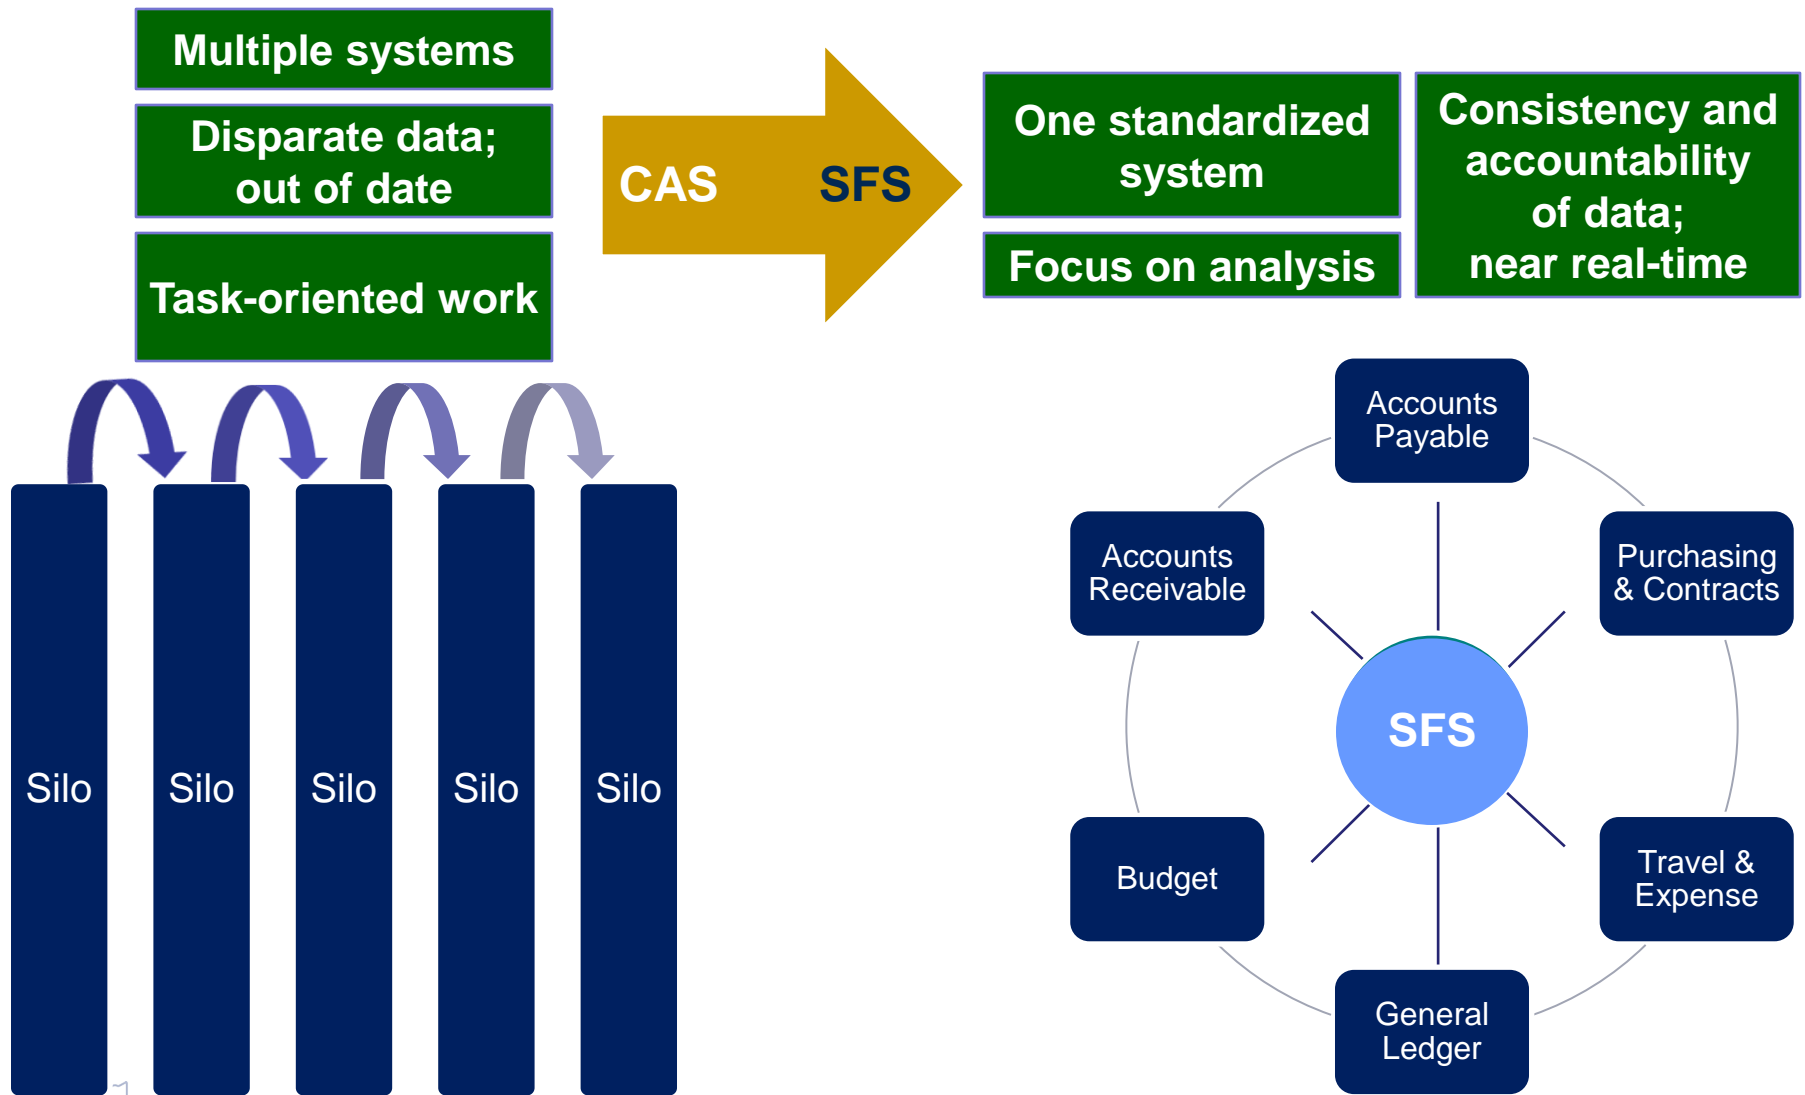 Multiple systems
Disparate data;
out of date
Task-oriented work
CAS SFS
One standardized
system
Focus on analysis
Consistency and
accountability
of data;
near real-time
Silo
Silo
Silo
Silo
Silo
Accounts
Payable
Purchasing
& Contracts
Travel &
Expense
General
Ledger
Budget
Accounts
Receivable
SFS